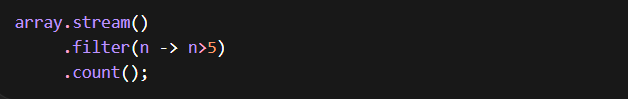 array.stream()
     .filter(n -> n>5)
     .count();